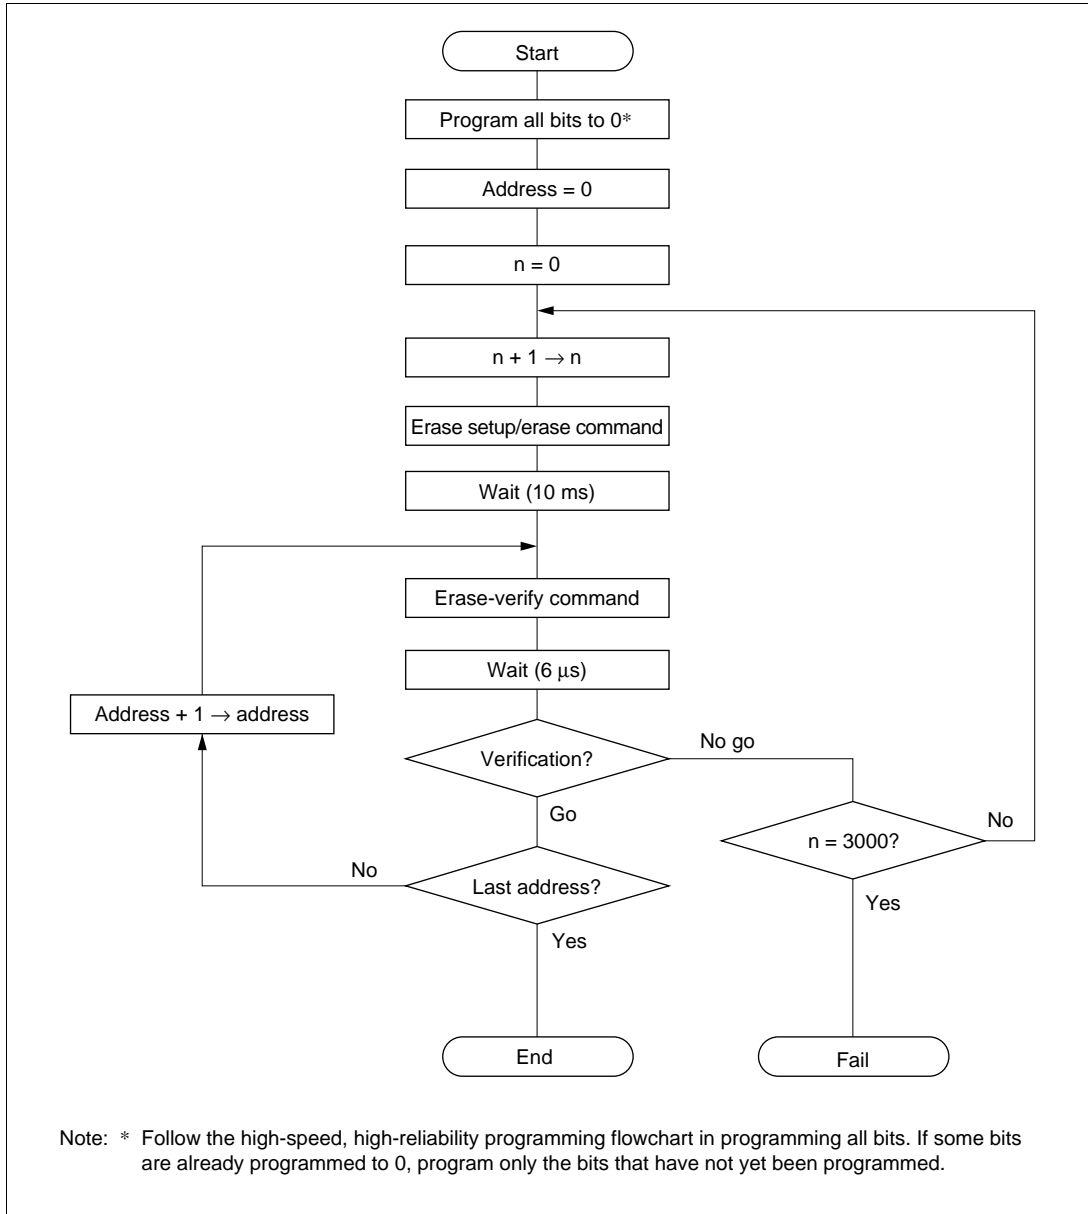 Start
Program all bits to 0*
Address = 0
n = 0
n + 1 → n
Erase setup/erase command
Wait (10 ms)
Erase-verify command
Wait (6 μs)
Address + 1 → address
Verification?
No go
Go
n = 3000?
No
No
Last address?
Yes
Yes
End
Fail
Note: * Follow the high-speed, high-reliability programming flowchart in programming all bits. If some bits
are already programmed to 0, program only the bits that have not yet been programmed.